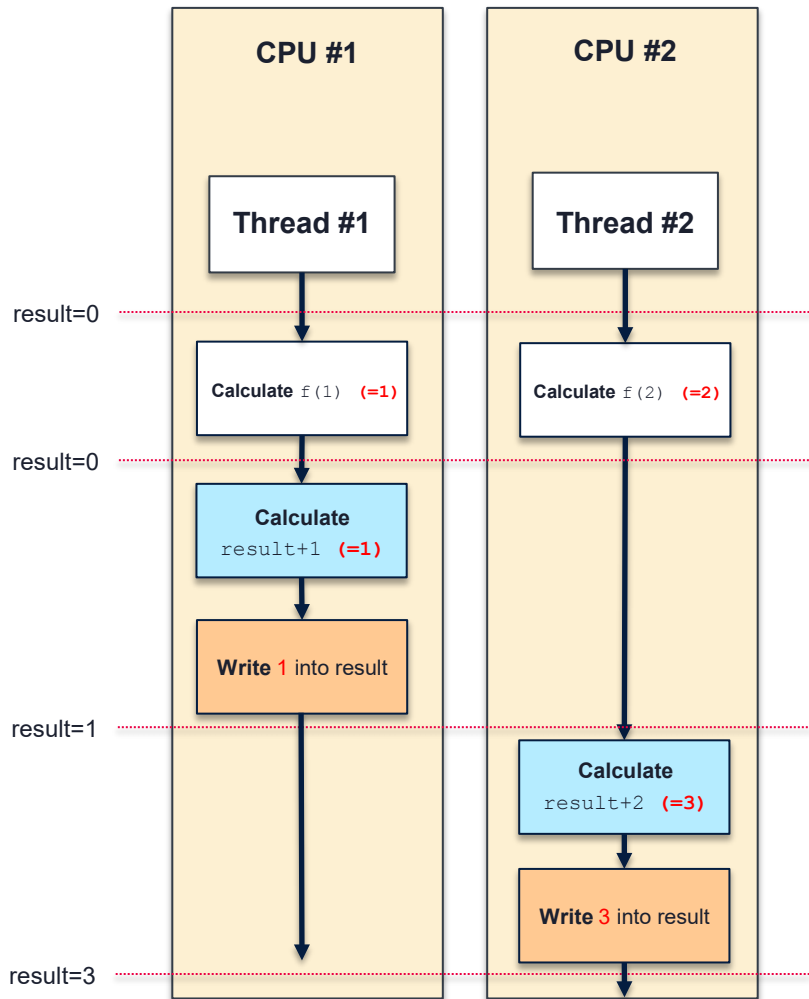 CPU #1
CPU #2
Thread #1
Thread #2
result=0
Calculate f(1) (=1)
Calculate f(2) (=2)
result=0
Calculate
result+1 (=1)
Write 1 into result
result=1
Calculate
result+2 (=3)
Write 3 into result
result=3